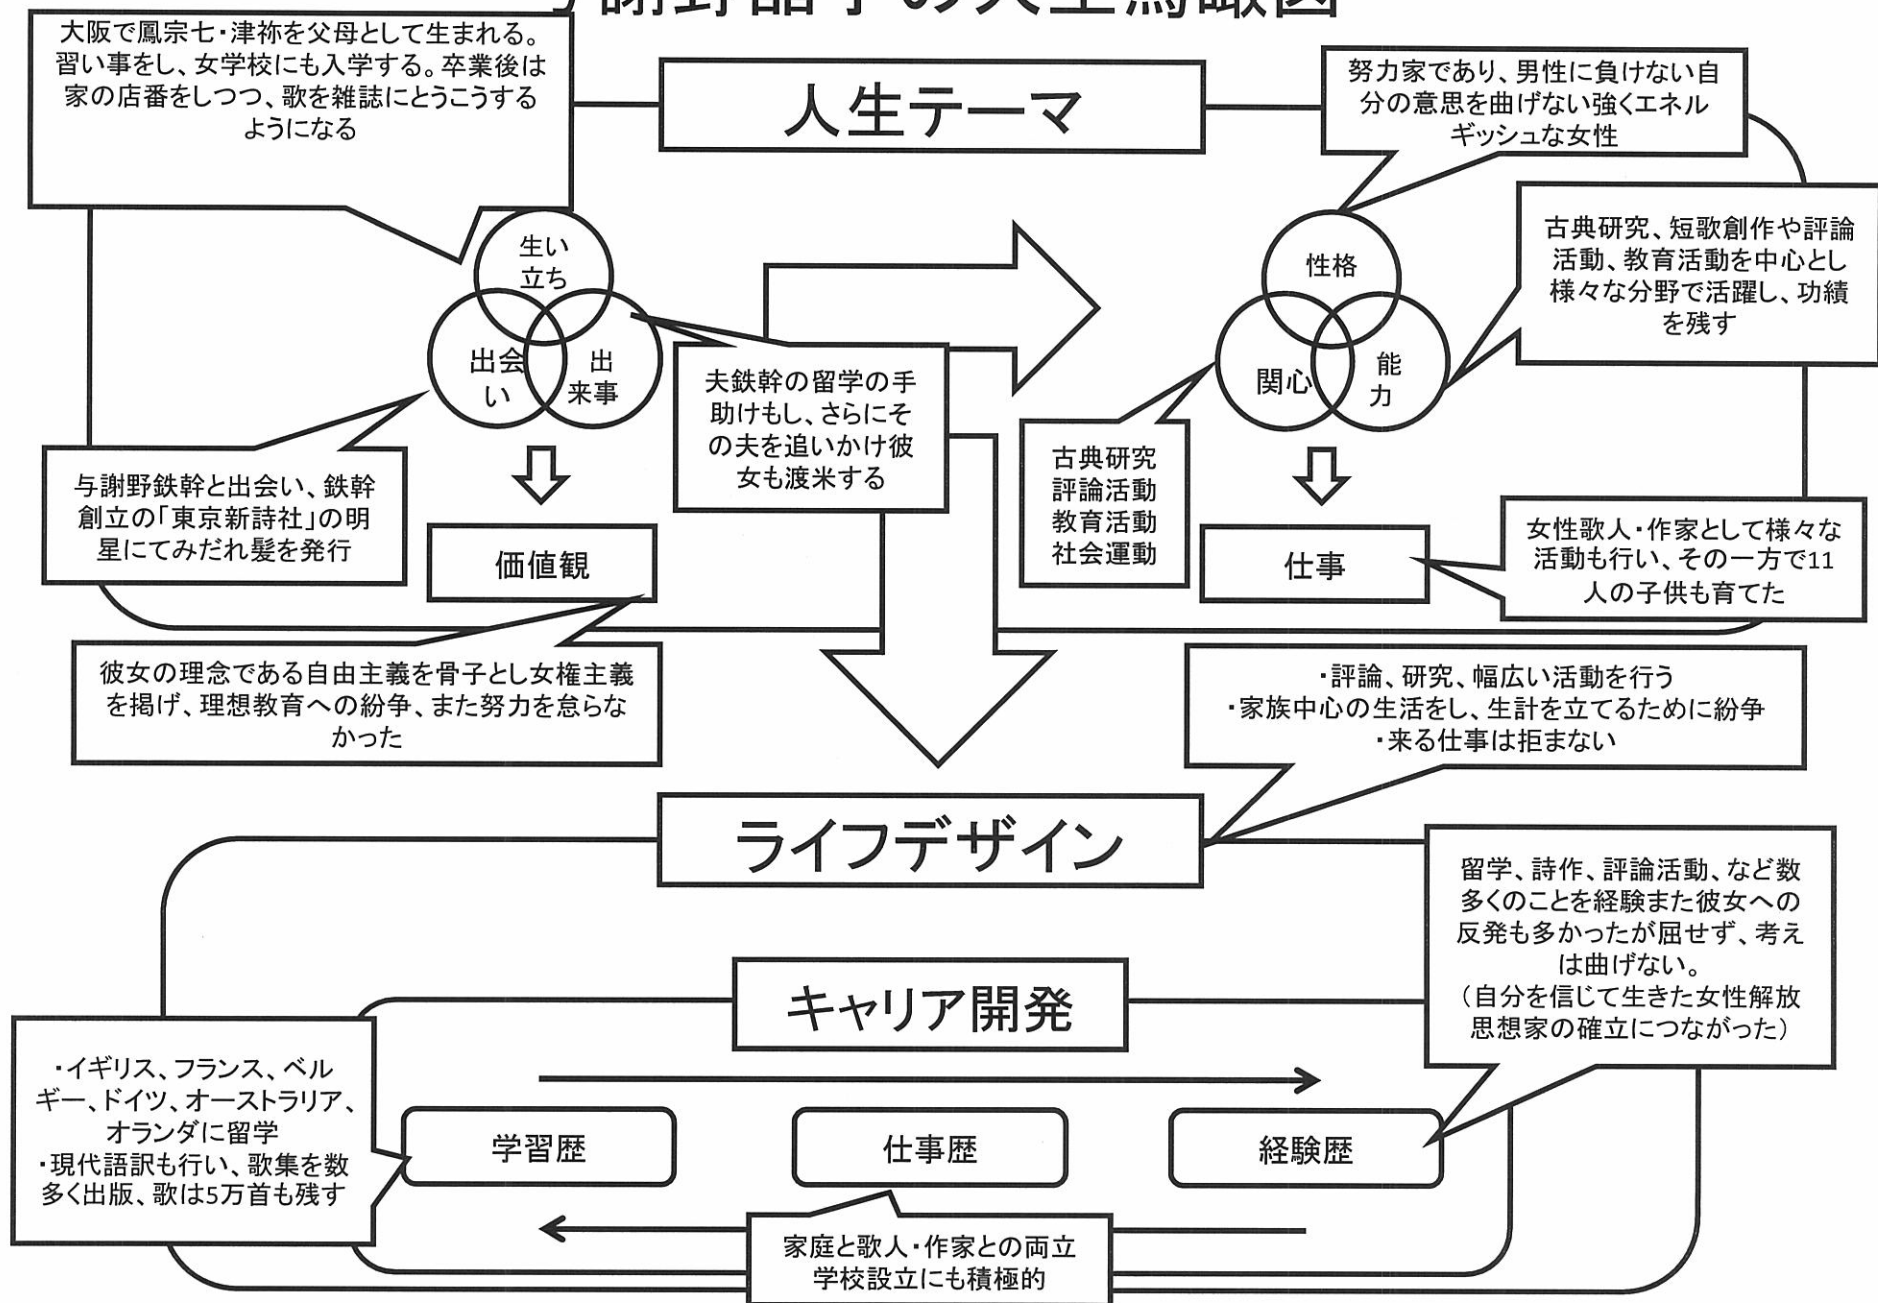 与謝野晶子の人生鳥瞰図
大阪で鳳宗七・津祢を父母として生まれる。
習い事をし、女学校にも入学する。卒業後は
家の店番をしつつ、歌を雑誌にとうこうする
ようになる
人生テーマ
努力家であり、男性に負けない自
分の意思を曲げない強くエネル
ギッシュな女性
生い
立ち
出会
い
出
来事
性格
関心
能
力
古典研究、短歌創作や評論
活動、教育活動を中心とし
様々な分野で活躍し、功績
を残す
夫鉄幹の留学の手
助けもし、さらにそ
の夫を追いかけ彼
女も渡米する
与謝野鉄幹と出会い、鉄幹
創立の「東京新詩社」の明
星にてみだれ髪を発行
古典研究
評論活動
教育活動
社会運動
価値観
仕事
女性歌人・作家として様々な
活動も行い、その一方で11
人の子供も育てた
彼女の理念である自由主義を骨子とし女権主義
を掲げ、理想教育への紛争、また努力を怠らな
かった
・評論、研究、幅広い活動を行う
・家族中心の生活をし、生計を立てるために紛争
・来る仕事は拒まない
ライフデザイン
留学、詩作、評論活動、など数
多くのことを経験また彼女への
反発も多かったが屈せず、考え
は曲げない。
（自分を信じて生きた女性解放
思想家の確立につながった）
キャリア開発
・イギリス、フランス、ベル
ギー、ドイツ、オーストラリア、
オランダに留学
・現代語訳も行い、歌集を数
多く出版、歌は5万首も残す
学習歴
仕事歴
経験歴
家庭と歌人・作家との両立
学校設立にも積極的